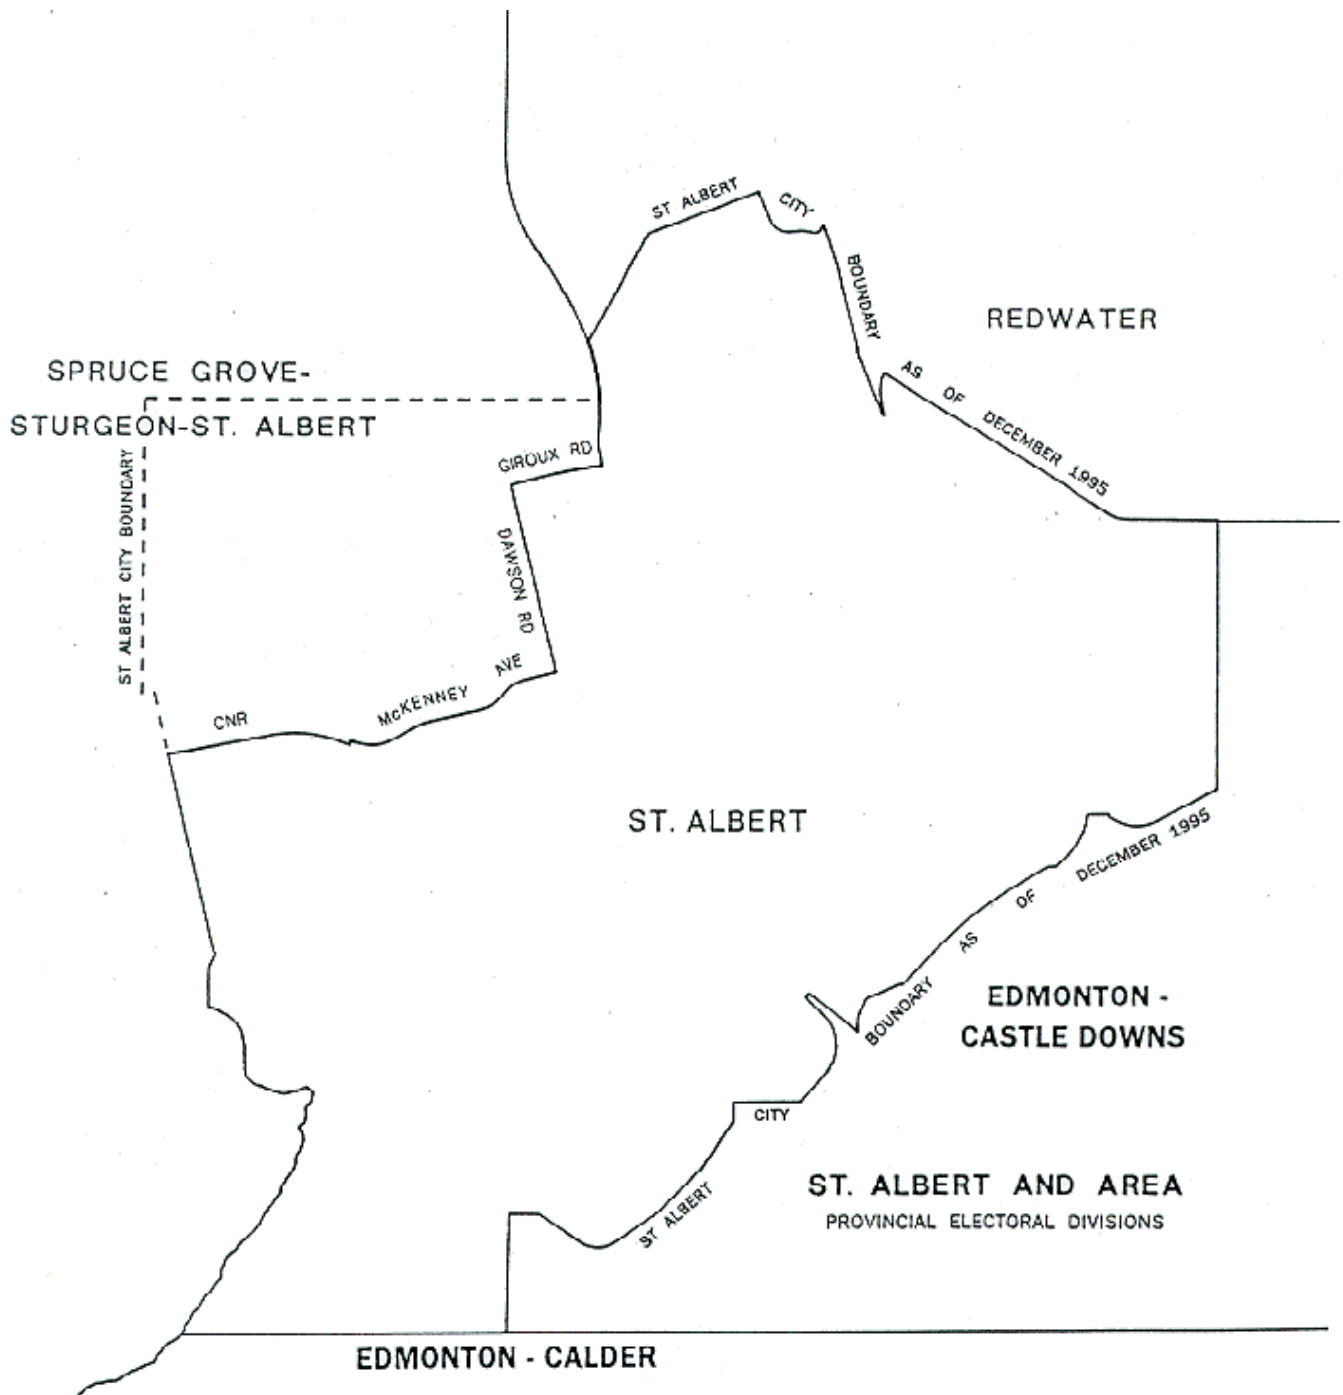 ST ALBERT
CITY
BOUNDARY
REDWATER
SPRUCE GROVE-
STURGEON-ST. ALBERT
AS OF DECEMBER 1995
GIROUX RD
ST ALBERT CITY BOUNDARY
DAWSON RD
CNR
McKENNEY AVE
ST. ALBERT
ST ALBERT
CITY
BOUNDARY AS OF DECEMBER 1995
EDMONTON -
CASTLE DOWNS
ST. ALBERT AND AREA
PROVINCIAL ELECTORAL DIVISIONS
EDMONTON - CALDER